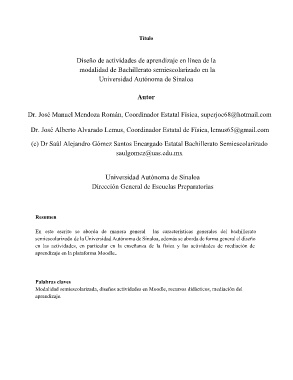 Título
Diseño de actividades de aprendizaje en línea de la
modalidad de Bachillerato semiescolarizado en la
Universidad Autónoma de Sinaloa
Autor
Dr. José Manuel Mendoza Román, Coordinador Estatal Física, superjoc68@hotmail.com
Dr. José Alberto Alvarado Lemus, Coordinador Estatal de Física, lemus65@gmail.com
(c) Dr Saúl Alejandro Gómez Santos Encargado Estatal Bachillerato Semiescolarizado
saulgomez@uas.edu.mx
Universidad Autónoma de Sinaloa
Dirección General de Escuelas Preparatorias
Resumen
En este escrito se aborda de manera general las características generales del bachillerato
semiescolarizado de la Universidad Autónoma de Sinaloa, además se aborda de forma general el diseño
en las actividades, en particular en la enseñanza de la física y las actividades de mediación de
aprendizaje en la plataforma Moodle..
Palabras claves
Modalidad semiescolarizada, diseños actividades en Moodle, recursos didácticos, mediación del
aprendizaje.